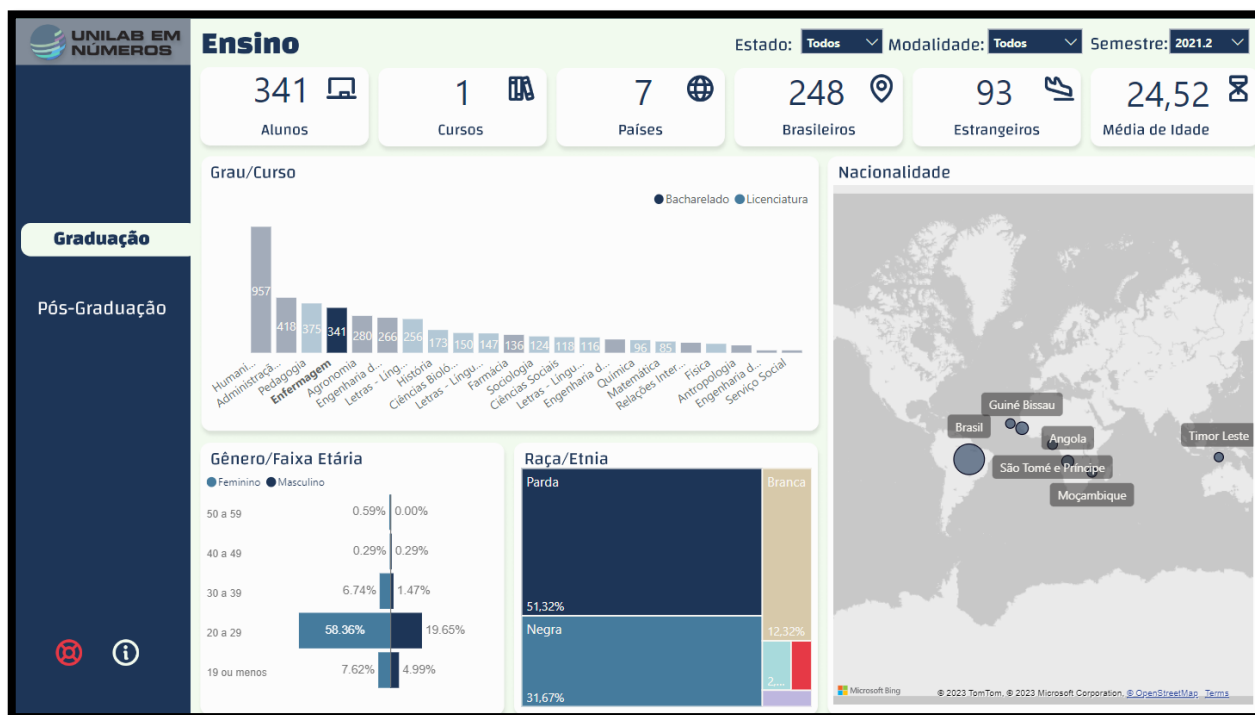 UNILAB EM
NÚMEROS
Ensino
Estado: Todos Modalidade: Todos Semestre: 2021.2
341 1 7 248 93 24,52
Alunos Cursos Países Brasileiros Estrangeiros Média de Idade
Graduação
Pós-Graduação
Grau/Curso
Bacharelado Licenciatura
957
418
375
341
280
266
256
173
150
147
136
124
118
116
96
85
Humani...
Administraçã...
Pedagogia
Enfermagem
Agronomia
Engenharia d...
Letras - Ling...
História
Ciências Bioló...
Letras - Lingu...
Farmácia
Sociologia
Ciências Sociais
Letras - Lingu...
Engenharia d...
Química
Matemática
Relações Inter...
Física
Antropologia
Engenharia d...
Serviço Social
Gênero/Faixa Etária
Feminino Masculino
50 a 59 0.59% 0.00%
40 a 49 0.29% 0.29%
30 a 39 6.74% 1.47%
20 a 29 58.36% 19.65%
19 ou menos 7.62% 4.99%
Raça/Etnia
Parda Branca
51,32%
Negra 12,32%
2,...
31,67%
Nacionalidade
Guiné Bissau
Brasil
Angola
Timor Leste
São Tomé e Príncipe
Moçambique
Microsoft Bing
© 2023 TomTom, © 2023 Microsoft Corporation, © OpenStreetMap Terms